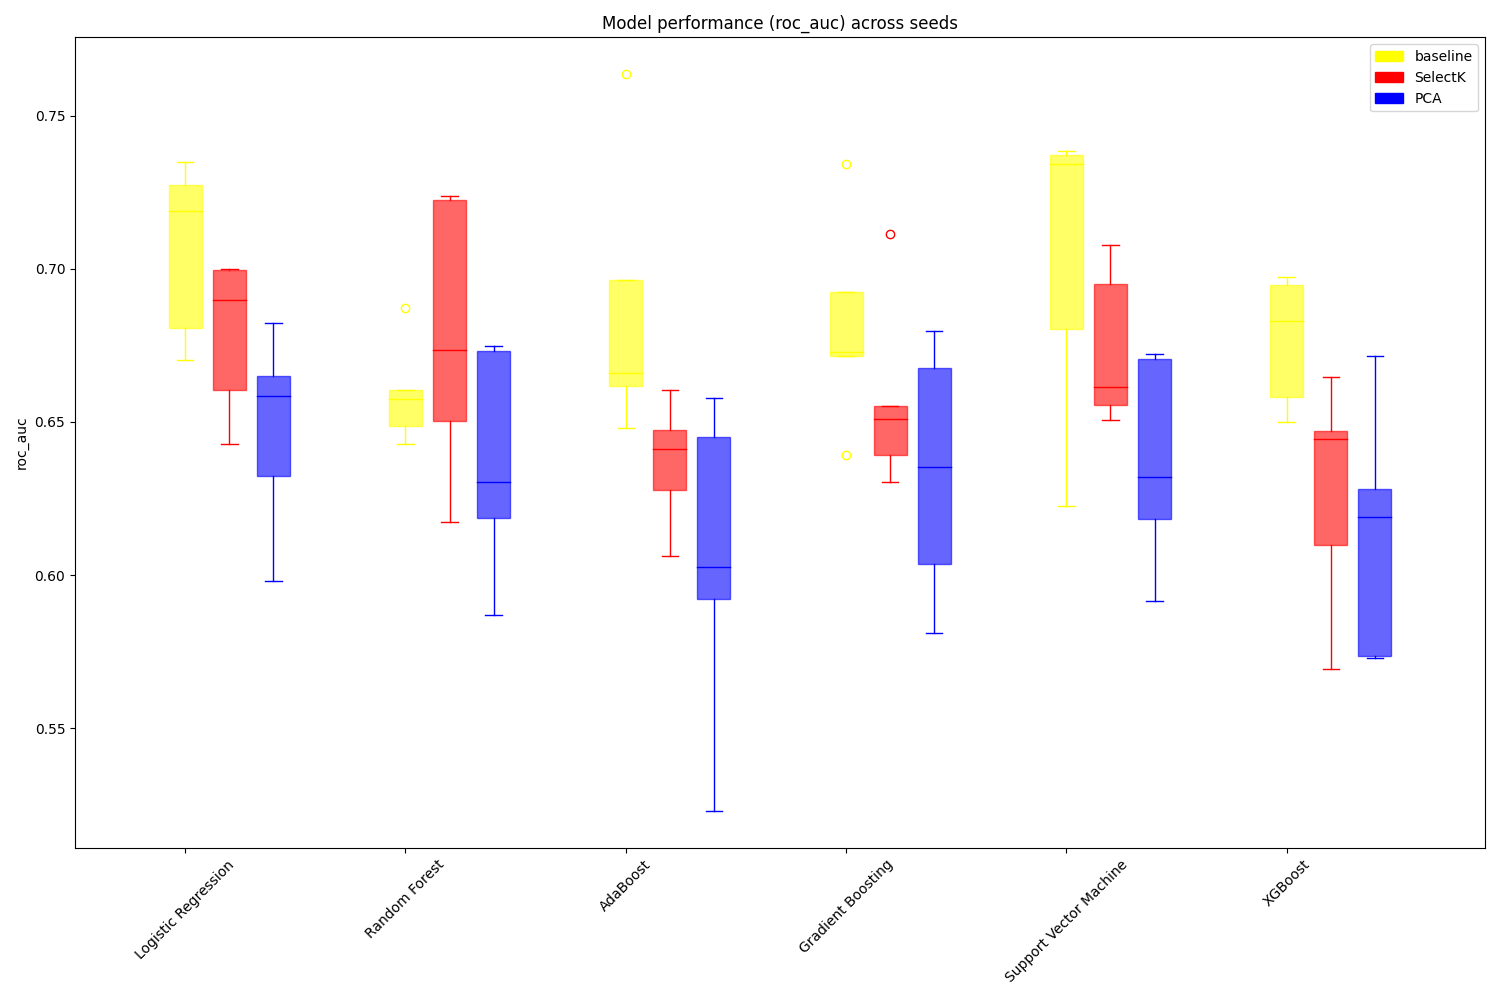 Model performance (roc_auc) across seeds
baseline
SelectK
PCA
roc_auc
0.75
0.70
0.65
0.60
0.55
Logistic Regression
Random Forest
AdaBoost
Gradient Boosting
Support Vector Machine
XGBoost